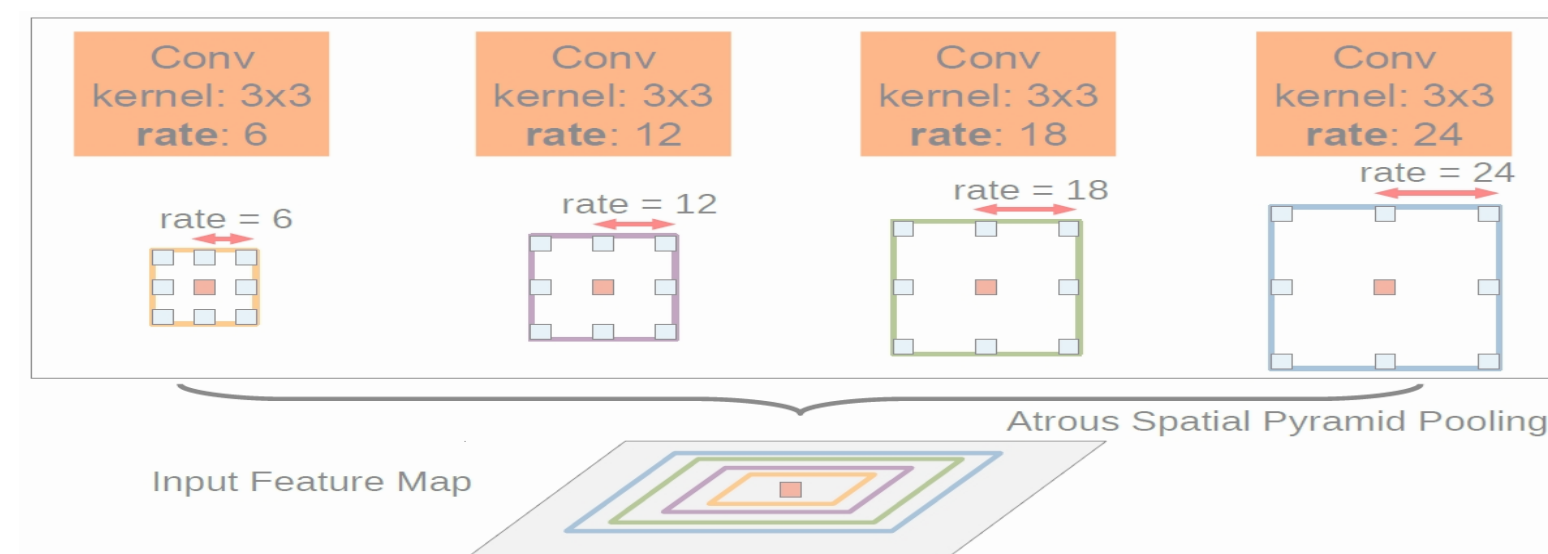 Conv
kernel: 3x3
rate: 6
Conv
kernel: 3x3
rate: 12
Conv
kernel: 3x3
rate: 18
Conv
kernel: 3x3
rate: 24
rate = 6
rate = 12
rate = 18
rate = 24
Atrous Spatial Pyramid Pooling
Input Feature Map